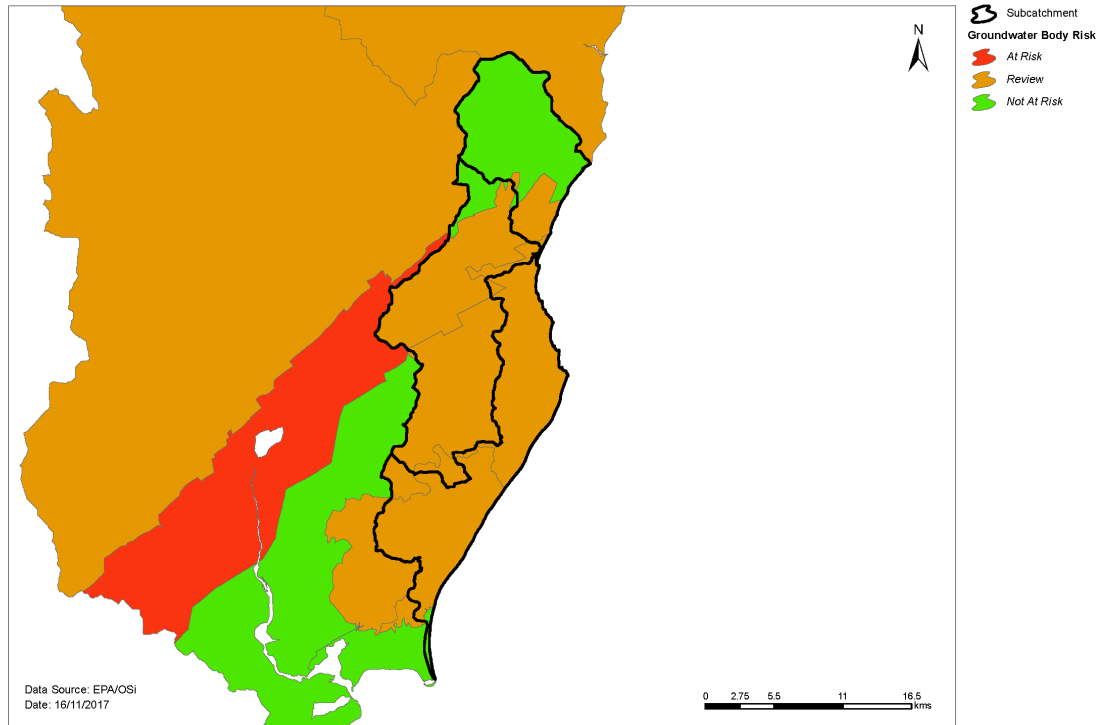 Subcatchment
Groundwater Body Risk
At Risk
Review
Not At Risk
N
Data Source: EPA/OSi
Date: 16/11/2017
0 2.75 5.5 11 16.5
kms